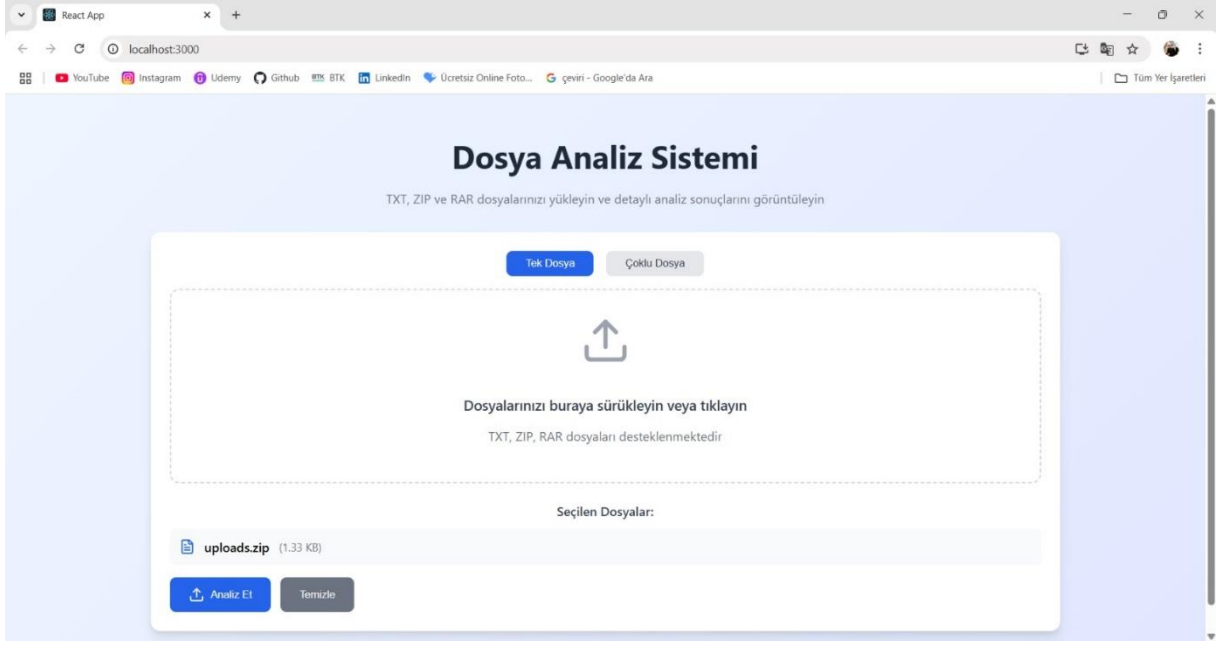 React App
localhost:3000
YouTube Instagram Udemy Github BTK BTK LinkedIn Ücretsiz Online Foto... çeviri - Google'da Ara Tüm Yer İşaretleri
Dosya Analiz Sistemi
TXT, ZIP ve RAR dosyalarınızı yükleyin ve detaylı analiz sonuçlarını görüntüleyin
Tek Dosya Çoklu Dosya
Dosyalarınızı buraya sürükleyin veya tıklayın
TXT, ZIP, RAR dosyaları desteklenmektedir
Seçilen Dosyalar:
uploads.zip (1.33 KB)
Analiz Et Temizle